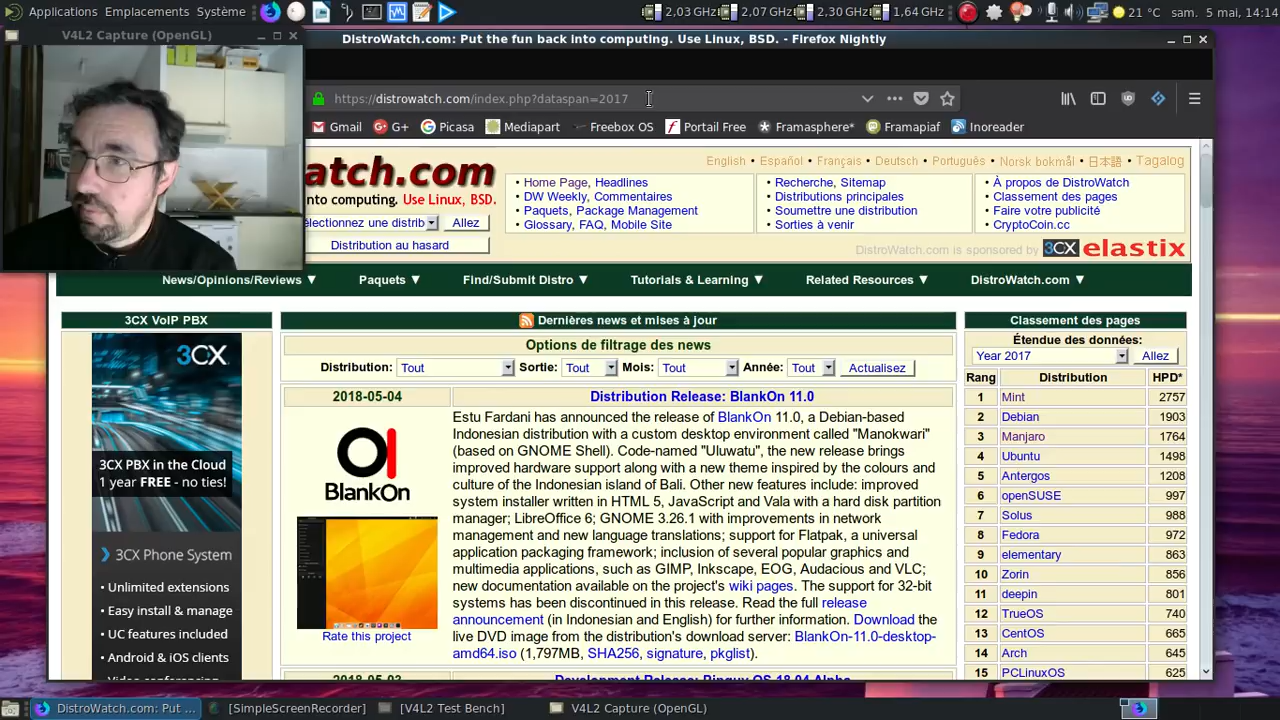 Applications Emplacements Système
2,03 GHz 2,07 GHz 2,50 GHz 1,64 GHz
21 °C sam. 5 mai, 14:14
V4L2 Capture (OpenGL)
DistroWatch.com: Put the fun back into computing. Use Linux, BSD. - Firefox Nightly
https://distrowatch.com/index.php?dataspan=2017
Gmail G+ Picasa Mediapart Freebox OS Portail Free Framasphère* Framapiaf Inoreader
atch.com
into computing. Use Linux, BSD.
électionnez une distrib Allez
Distribution au hasard
English • Español • Français • Deutsch • Português • Norsk bokmål • 日本語 • Tagalog
• Home Page, Headlines
• DW Weekly, Commentaires
• Paquets, Package Management
• Glossary, FAQ, Mobile Site
• Recherche, Sitemap
• Distributions principales
• Soumettre une distribution
• Sorties à venir
• À propos de DistroWatch
• Classement des pages
• Faire votre publicité
• CryptoCoin.cc
DistroWatch.com is sponsored by 3CX elastix
News/Opinions/Reviews ▼ Paquets ▼ Find/Submit Distro ▼ Tutorials & Learning ▼ Related Resources ▼ DistroWatch.com ▼
3CX VoIP PBX
3CX
3CX PBX in the Cloud
1 year FREE - no ties!
3CX Phone System
• Unlimited extensions
• Easy install & manage
• UC features included
• Android & iOS clients
Dernières news et mises à jour
Options de filtrage des news
Distribution: Tout Sortie: Tout Mois: Tout Année: Tout Actualisez
2018-05-04
Distribution Release: BlankOn 11.0
BlankOn
Rate this project
Estu Fardani has announced the release of BlankOn 11.0, a Debian-based
Indonesian distribution with a custom desktop environment called "Manokwari"
(based on GNOME Shell). Code-named "Uluwatu", the new release brings
improved hardware support along with a new theme inspired by the colours and
culture of the Indonesian island of Bali. Other new features include: improved
system installer written in HTML 5, JavaScript and Vala with a hard disk partition
manager; LibreOffice 6; GNOME 3.26.1 with improvements in network
management and new language translations; support for Flatpak, a universal
application packaging framework; inclusion of several popular graphics and
multimedia applications, such as GIMP, Inkscape, EOG, Audacious and VLC;
new documentation available on the project's wiki pages. The support for 32-bit
systems has been discontinued in this release. Read the full release
announcement (in Indonesian and English) for further information. Download the
live DVD image from the distribution's download server: BlankOn-11.0-desktop-
amd64.iso (1,797MB, SHA256, signature, pkglist).
2018-05-03
Development Release: Pinguy OS 18.04 Alpha
Classement des pages
Étendue des données:
Year 2017 Allez
Rang Distribution HPD*
1 Mint 2757
2 Debian 1903
3 Manjaro 1764
4 Ubuntu 1498
5 Antergos 1208
6 openSUSE 997
7 Solus 988
8 Fedora 972
9 elementary 863
10 Zorin 856
11 deepin 801
12 TrueOS 740
13 CentOS 665
14 Arch 645
15 PCLinuxOS 625
DistroWatch.com: Put ... [SimpleScreenRecorder] [V4L2 Test Bench] V4L2 Capture (OpenGL)